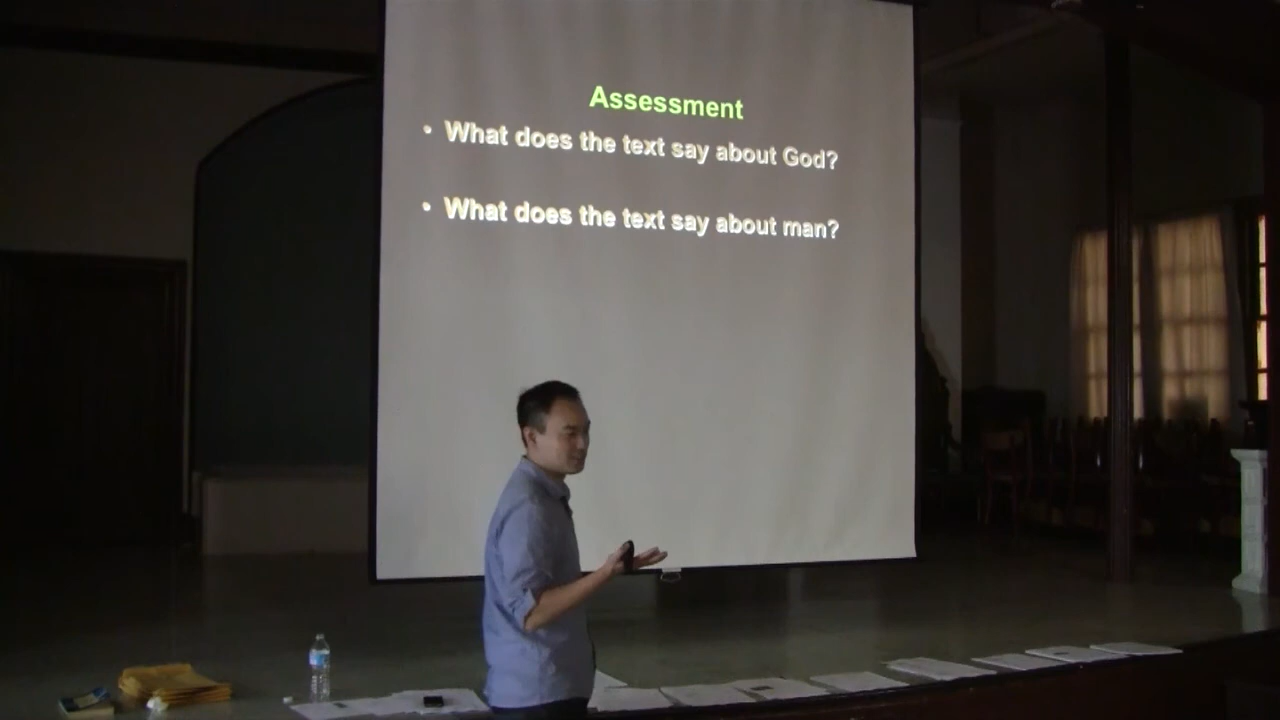 Assessment
• What does the text say about God?
• What does the text say about man?